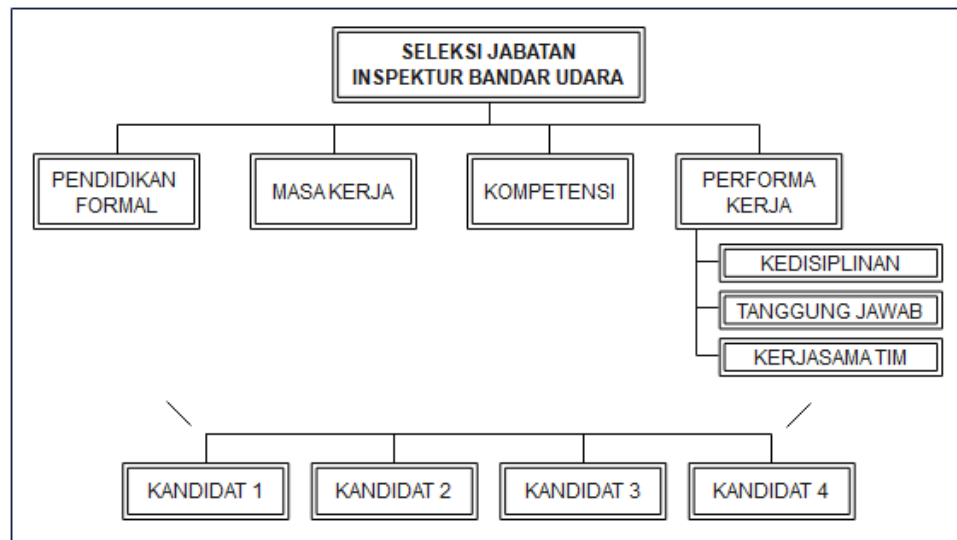 SELEKSI JABATAN
INSPEKTUR BANDAR UDARA
PENDIDIKAN
FORMAL
MASA KERJA
KOMPETENSI
PERFORMA
KERJA
KEDISIPLINAN
TANGGUNG JAWAB
KERJASAMA TIM
KANDIDAT 1
KANDIDAT 2
KANDIDAT 3
KANDIDAT 4